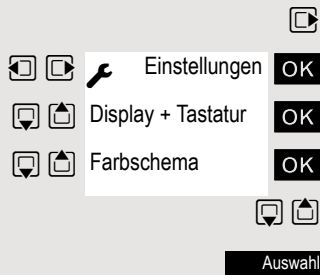 Einstellungen OK
Display + Tastatur OK
Farbschema OK
Auswahl